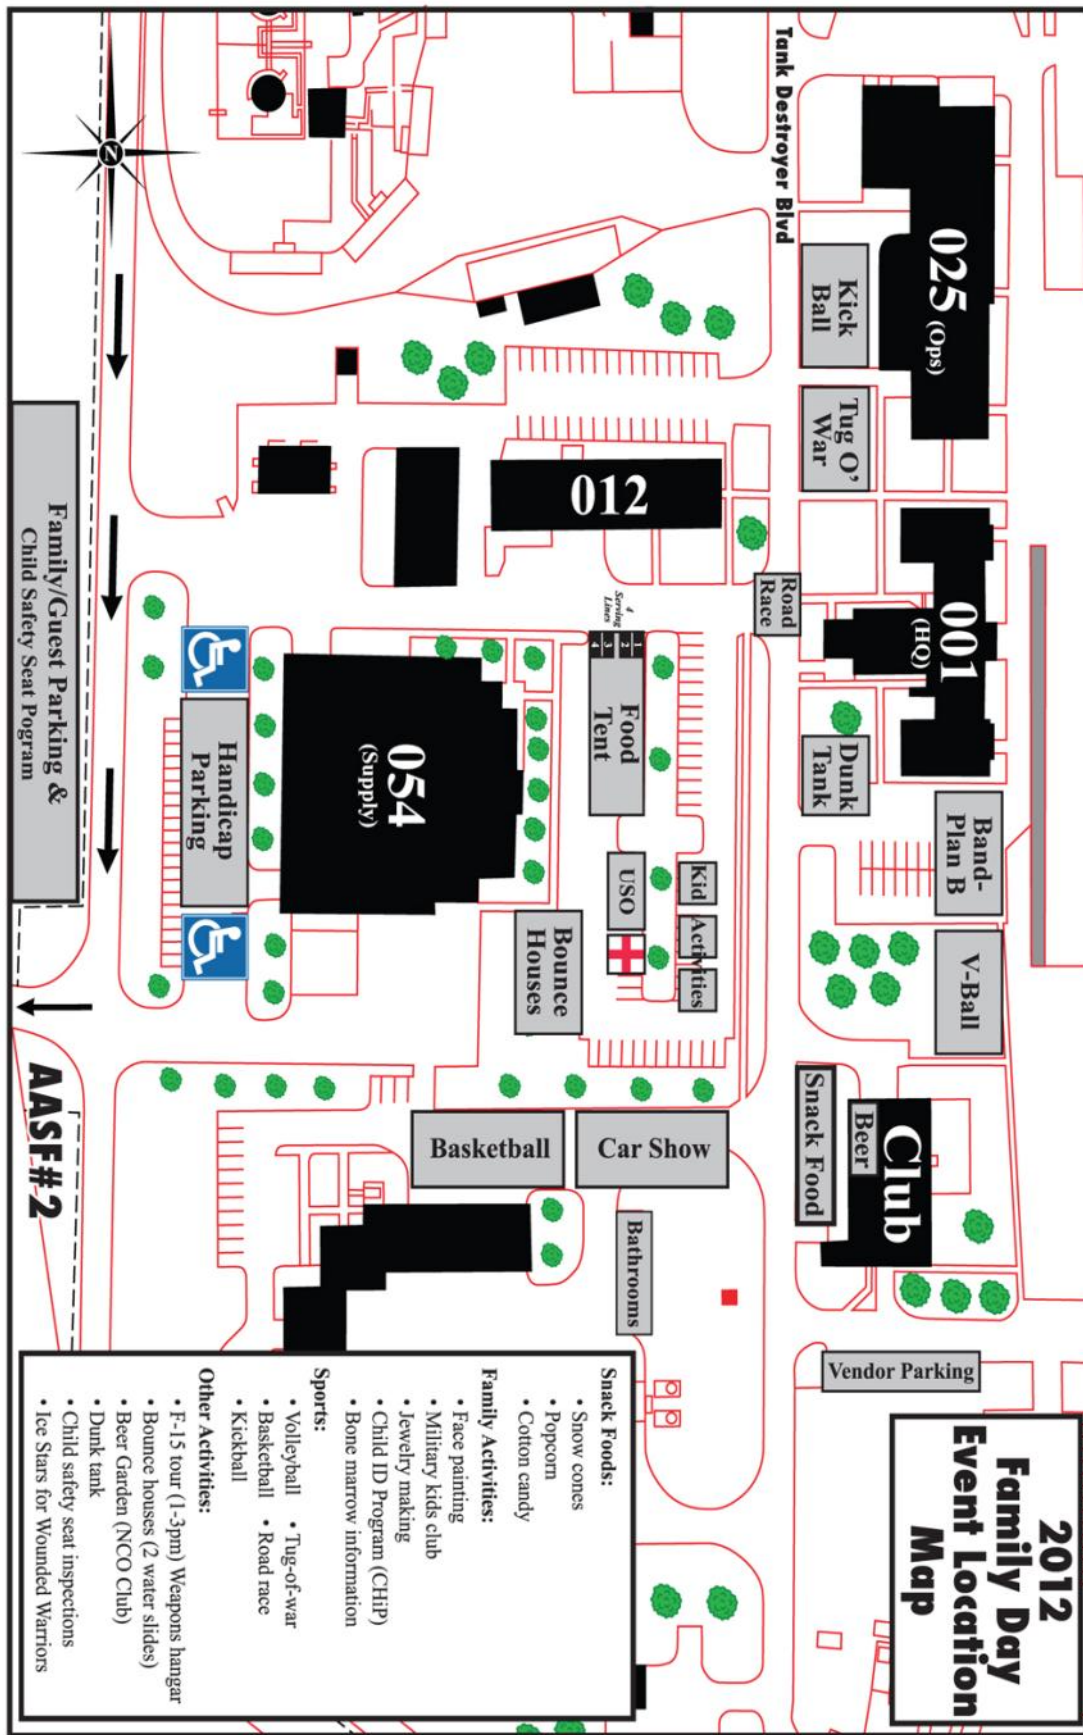 2012
Family Day
Event Location
Map
Tank Destroyer Blvd
025 (Ops)
Kick
Ball
Tug O'
War
001
(HQ)
Road
Race
Dunk
Tank
Band-
Plan B
V-Ball
Club
Beer
Snack Food
Vendor Parking
012
4
Serving
Lines
1
2
3
4
Food
Tent
USO
Kid Activities
Bounce
Houses
054
(Supply)
Car Show
Basketball
Bathrooms
Handicap
Parking
N
Family/Guest Parking &
Child Safety Seat Pogram
AASF#2
Snack Foods:
• Snow cones
• Popcorn
• Cotton candy
Family Activities:
• Face painting
• Military kids club
• Jewelry making
• Child ID Program (CHiP)
• Bone marrow information
Sports:
• Volleyball • Tug-of-war
• Basketball • Road race
• Kickball
Other Activities:
• F-15 tour (1-3pm) Weapons hangar
• Bounce houses (2 water slides)
• Beer Garden (NCO Club)
• Dunk tank
• Child safety seat inspections
• Ice Stars for Wounded Warriors